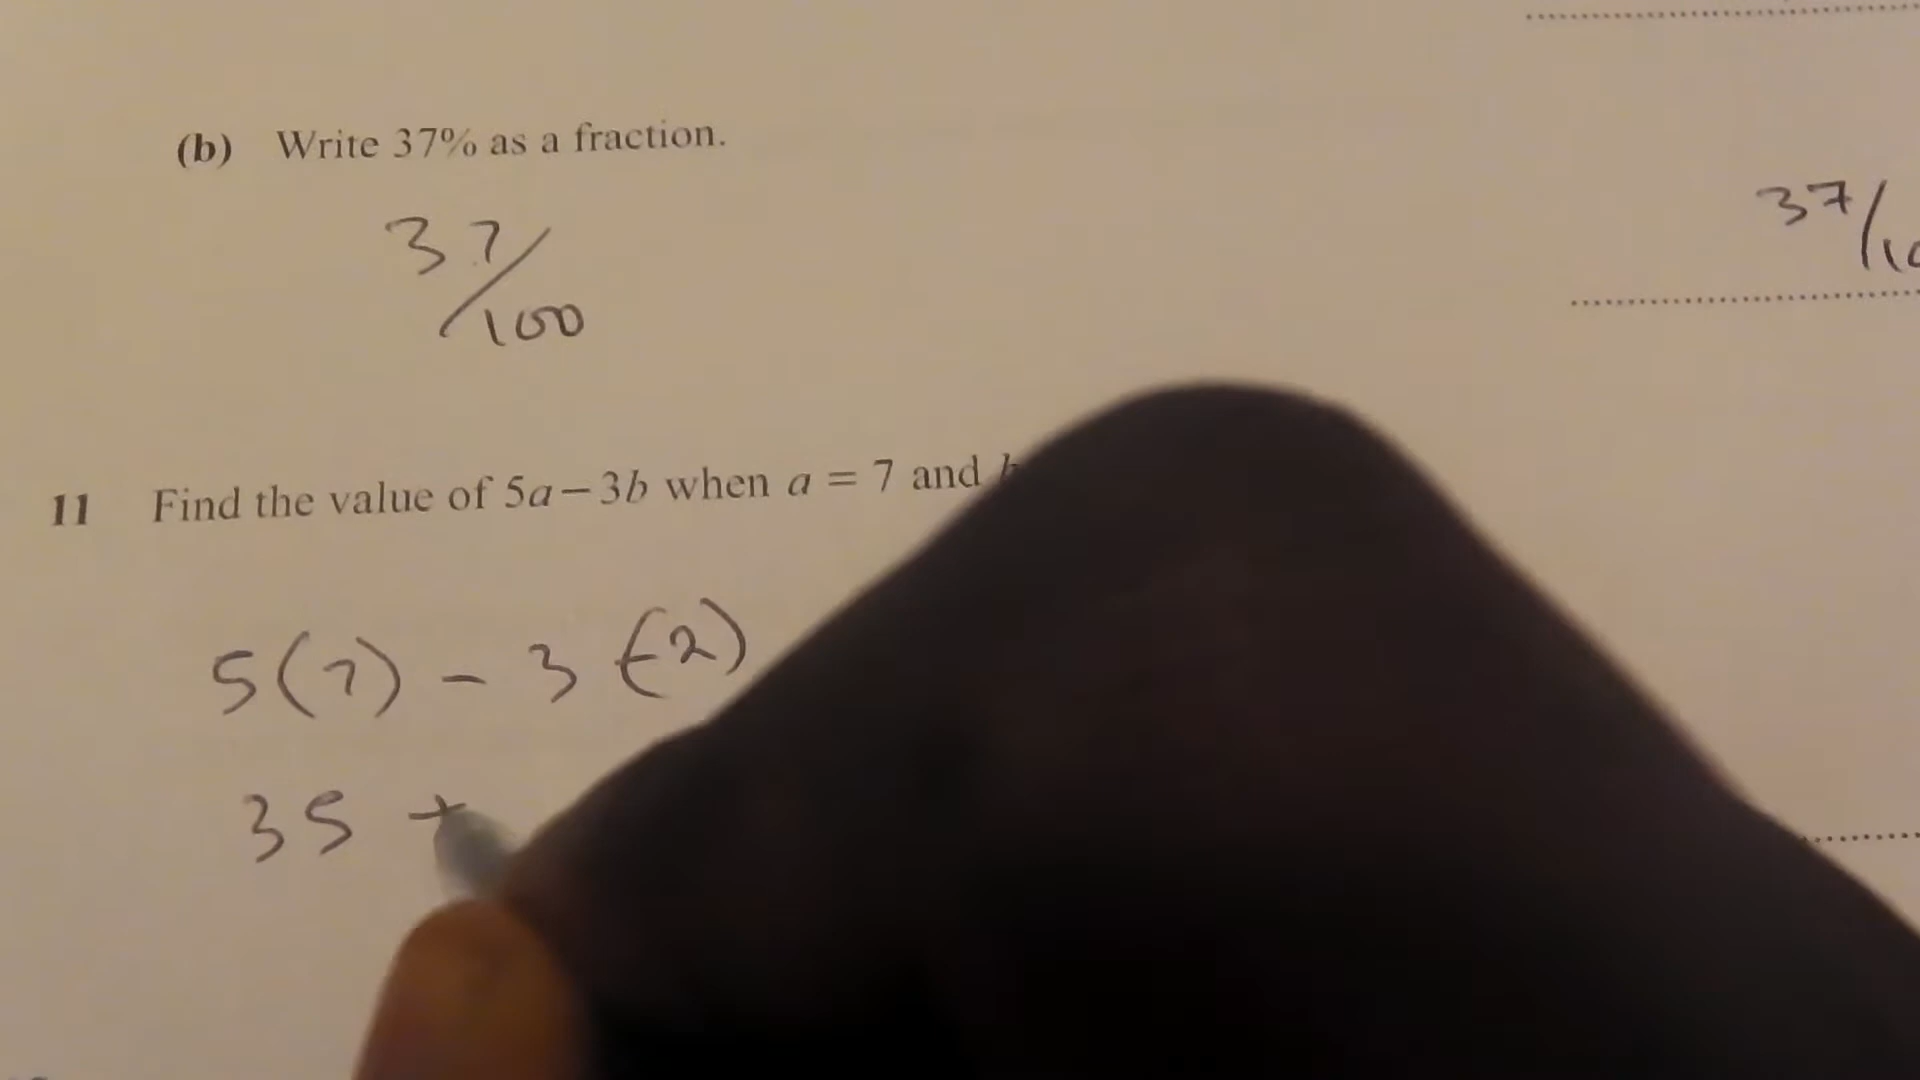 (b) Write 37% as a fraction.
37/100
37/10
11 Find the value of 5a – 3b when a = 7 and b
5(7) – 3(-2)
35 +